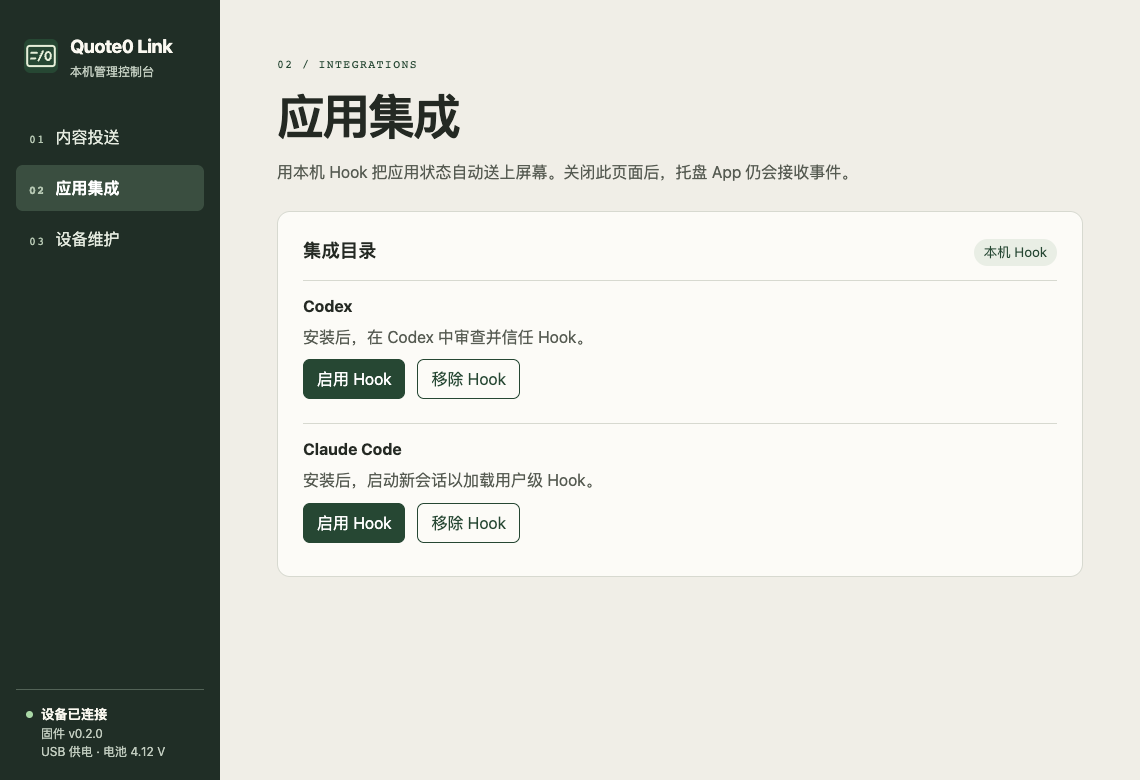 Quote0 Link
本机管理控制台
01 内容投送
02 应用集成
03 设备维护
设备已连接
固件 v0.2.0
USB 供电 · 电池 4.12 V
02 / INTEGRATIONS
应用集成
用本机 Hook 把应用状态自动送上屏幕。关闭此页面后，托盘 App 仍会接收事件。
集成目录
本机 Hook
Codex
安装后，在 Codex 中审查并信任 Hook。
启用 Hook
移除 Hook
Claude Code
安装后，启动新会话以加载用户级 Hook。
启用 Hook
移除 Hook